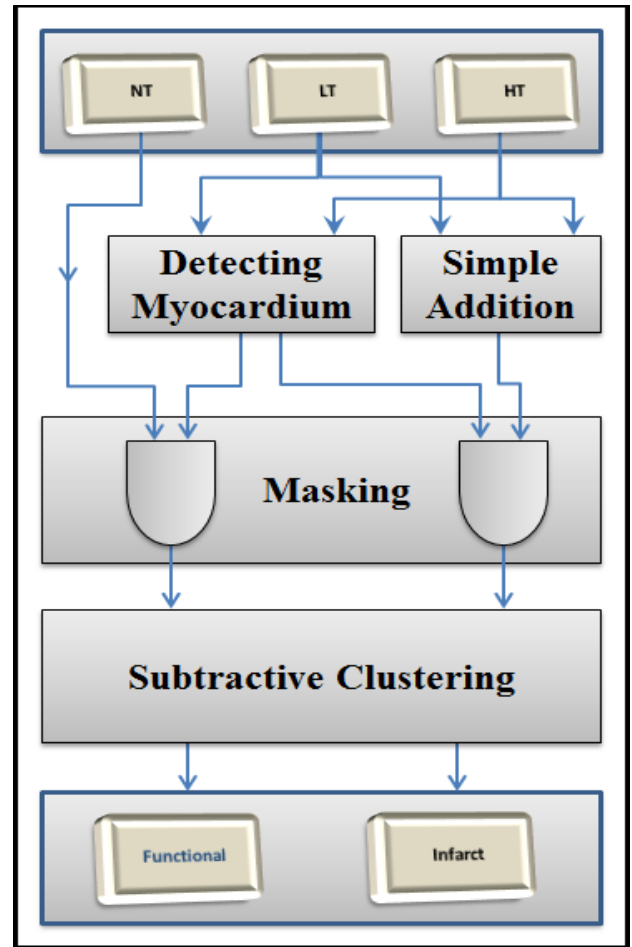 NT
LT
HT
Detecting
Myocardium
Simple
Addition
Masking
Subtractive Clustering
Functional
Infarct